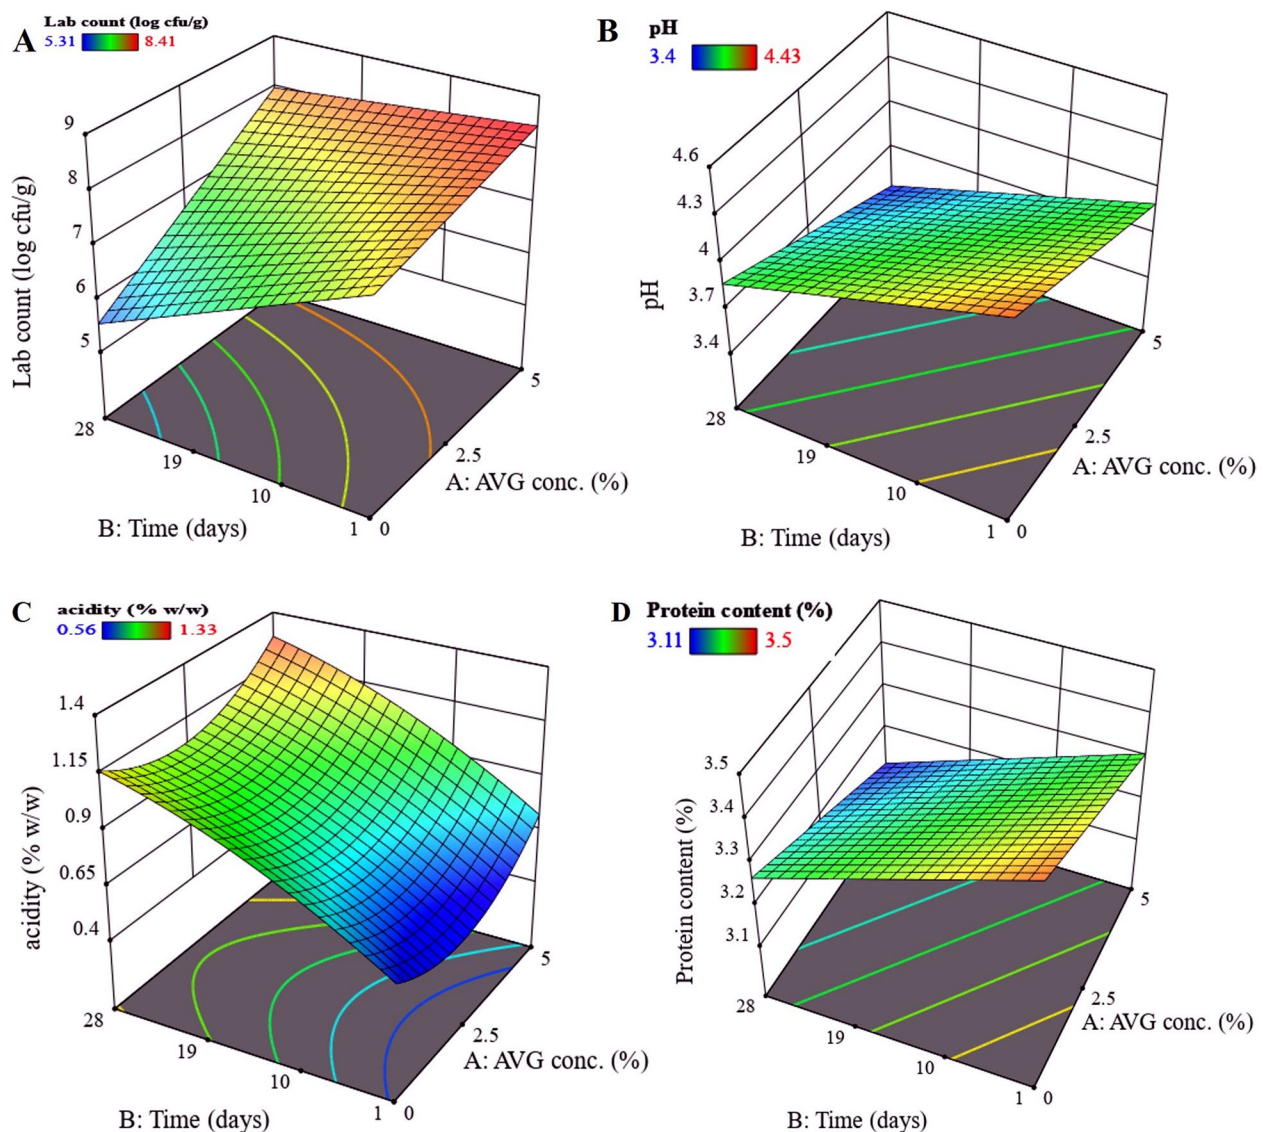 A
Lab count (log cfu/g)
5.31 8.41
9
8
7
6
5
Lab count (log cfu/g)
28
19
10
1 0
2.5
5
A: AVG conc. (%)
B: Time (days)
B
pH
3.4 4.43
4.6
4.3
4
3.7
3.4
pH
28
19
10
1 0
2.5
5
A: AVG conc. (%)
B: Time (days)
C
acidity (% w/w)
0.56 1.33
1.4
1.15
0.9
0.65
0.4
acidity (% w/w)
28
19
10
1 0
2.5
5
A: AVG conc. (%)
B: Time (days)
D
Protein content (%)
3.11 3.5
3.5
3.4
3.3
3.2
3.1
Protein content (%)
28
19
10
1 0
2.5
5
A: AVG conc. (%)
B: Time (days)